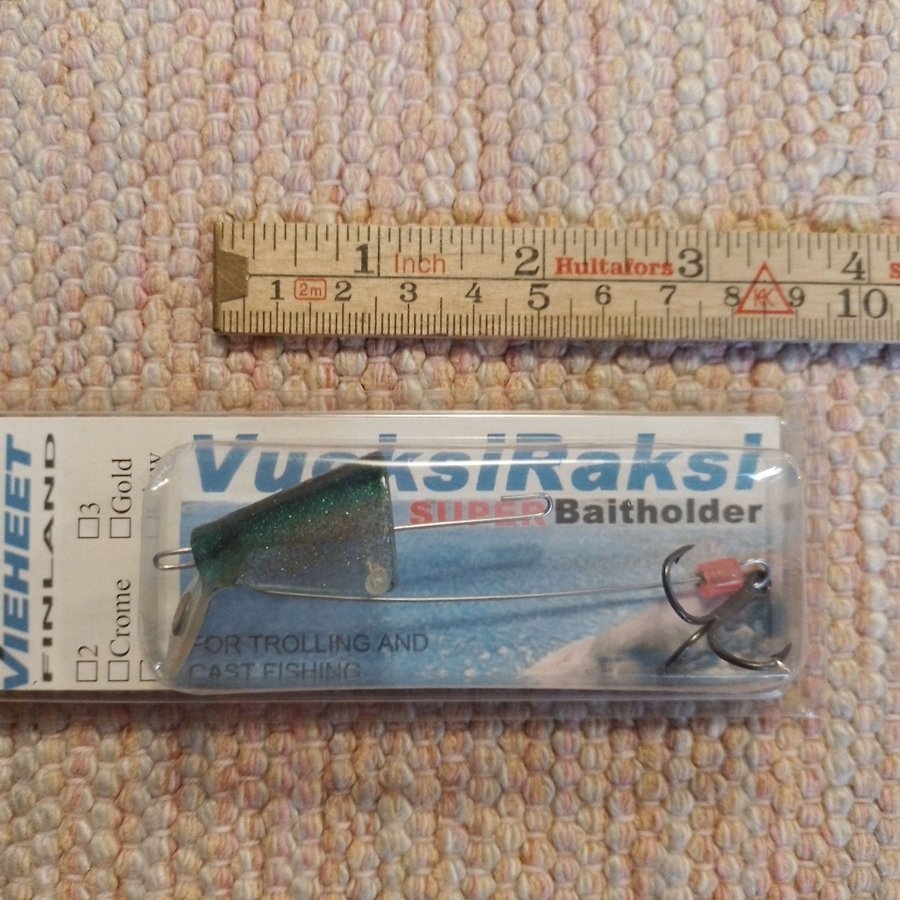 1 Inch 2 Hultafors 3 4
1 2m 2 3 4 5 6 7 8 9 10
VuoksiRaksi
SUPER Baitholder
FOR TROLLING AND
CAST FISHING
VIEHEET
FINLAND
□2 □3
□Crome □Gold